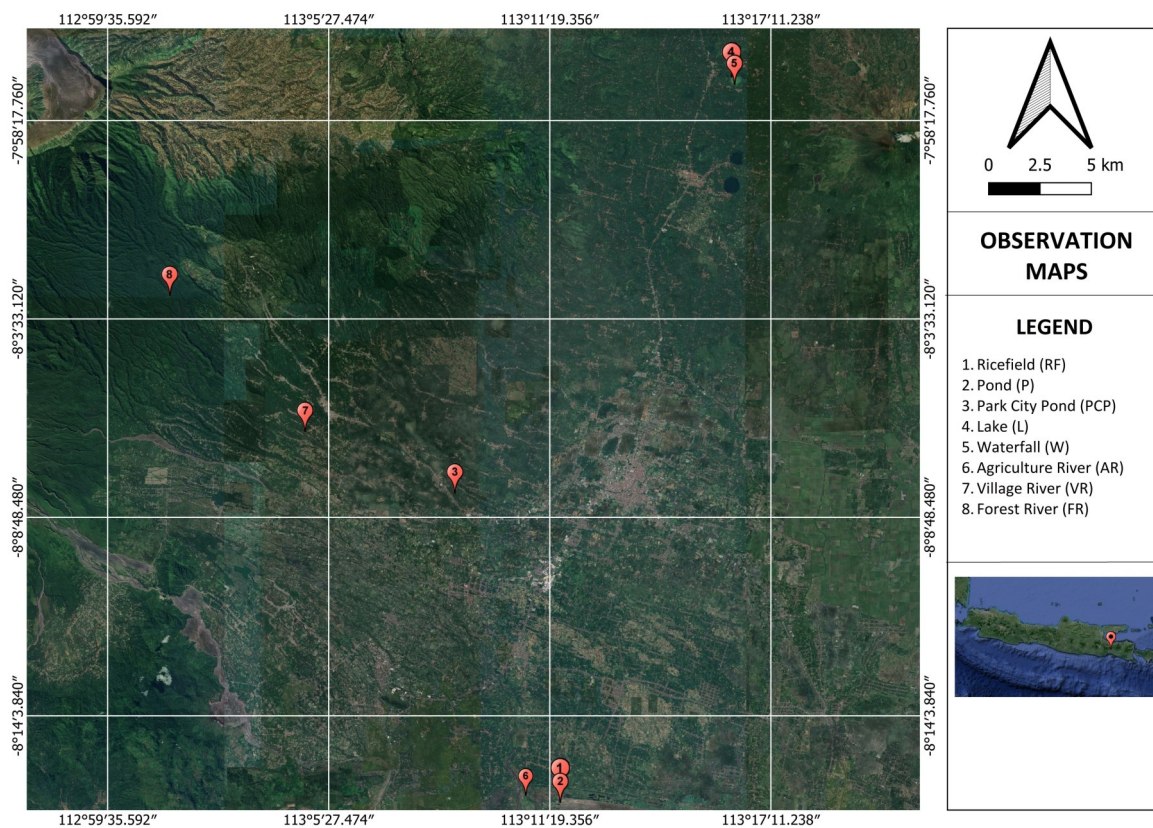 112°59′35.592″ 113°5′27.474″ 113°11′19.356″ 113°17′11.238″
-7°58′17.760″ -7°58′17.760″
-8°3′33.120″ -8°3′33.120″
-8°8′48.480″ -8°8′48.480″
-8°14′3.840″ -8°14′3.840″
4
5
8
7
3
1
6
2
112°59′35.592″ 113°5′27.474″ 113°11′19.356″ 113°17′11.238″
0 2.5 5 km
OBSERVATION
MAPS
LEGEND
1. Ricefield (RF)
2. Pond (P)
3. Park City Pond (PCP)
4. Lake (L)
5. Waterfall (W)
6. Agriculture River (AR)
7. Village River (VR)
8. Forest River (FR)